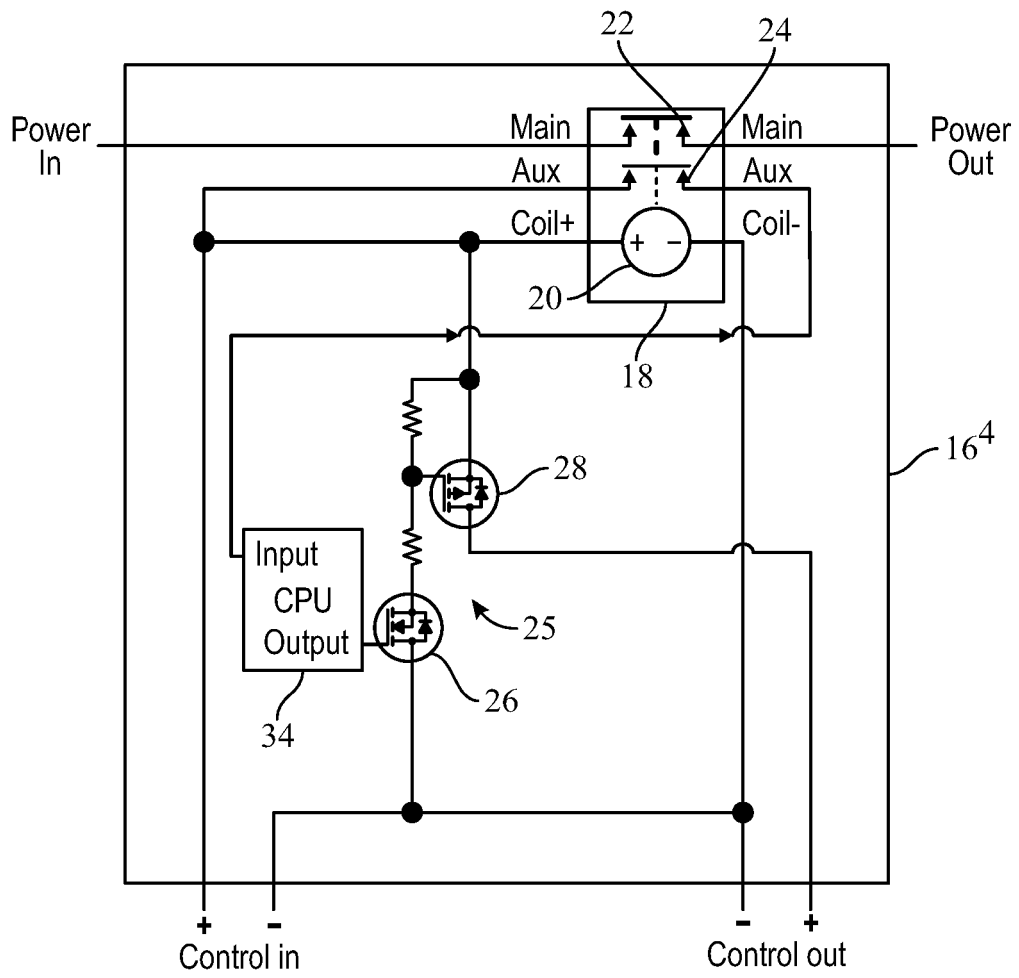 22
24
Power In
Main
Main
Power Out
Aux
Aux
Coil+
Coil-
+ −
20
18
16⁴
28
Input
CPU
Output
25
26
34
+ -
- +
Control in
Control out